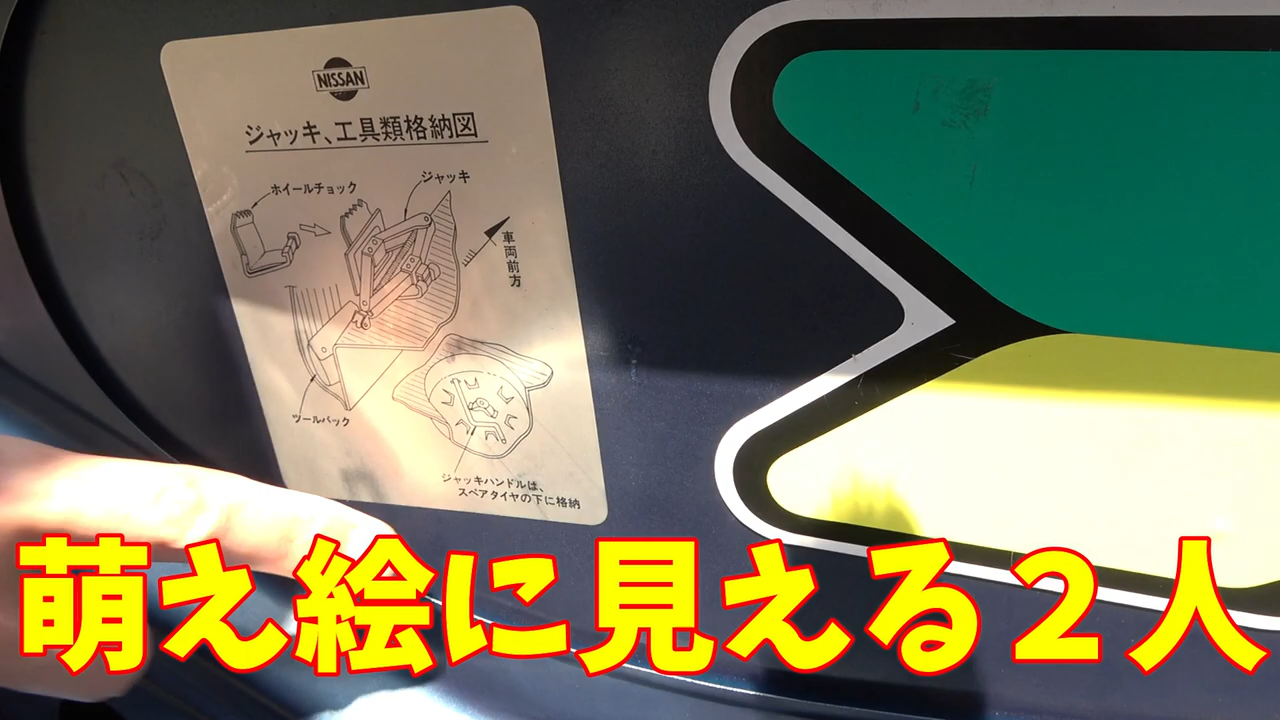 NISSAN
ジャッキ、工具類格納図
ホイールチョック
ジャッキ
車両前方
ツールバック
ジャッキハンドルは、
スペアタイヤの下に格納
萌え絵に見える2人